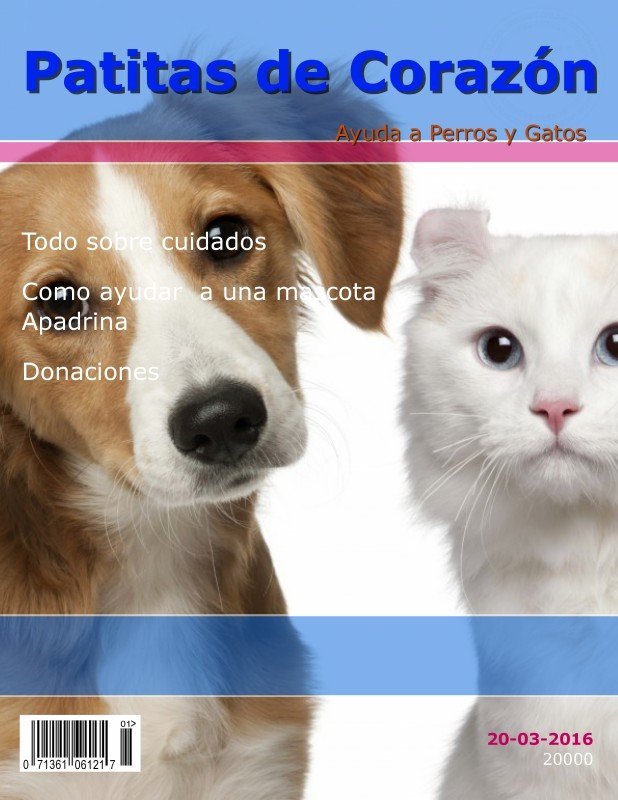 Patitas de Corazón
Ayuda a Perros y Gatos
Todo sobre cuidados
Como ayudar  a una mascota
Apadrina
Donaciones
01>
0 71361 06121 7
20-03-2016
20000